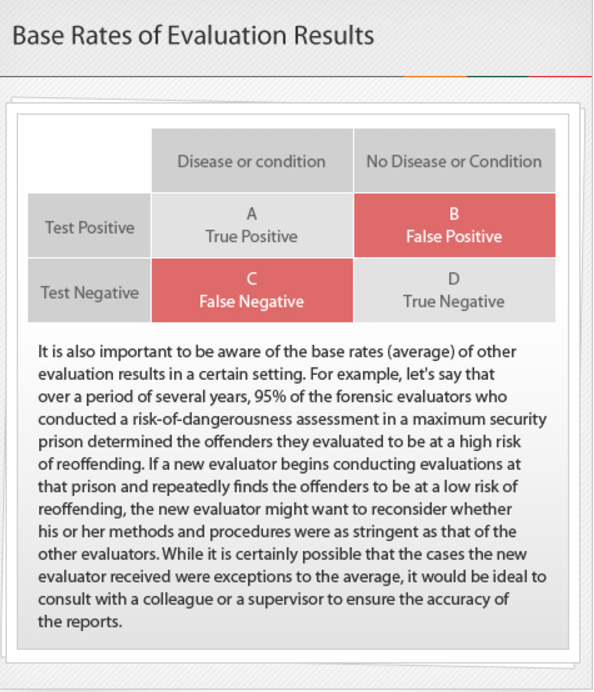 Base Rates of Evaluation Results
Disease or condition No Disease or Condition
Test Positive A True Positive B False Positive
Test Negative C False Negative D True Negative
It is also important to be aware of the base rates (average) of other
evaluation results in a certain setting. For example, let's say that
over a period of several years, 95% of the forensic evaluators who
conducted a risk-of-dangerousness assessment in a maximum security
prison determined the offenders they evaluated to be at a high risk
of reoffending. If a new evaluator begins conducting evaluations at
that prison and repeatedly finds the offenders to be at a low risk of
reoffending, the new evaluator might want to reconsider whether
his or her methods and procedures were as stringent as that of the
other evaluators. While it is certainly possible that the cases the new
evaluator received were exceptions to the average, it would be ideal to
consult with a colleague or a supervisor to ensure the accuracy of
the reports.